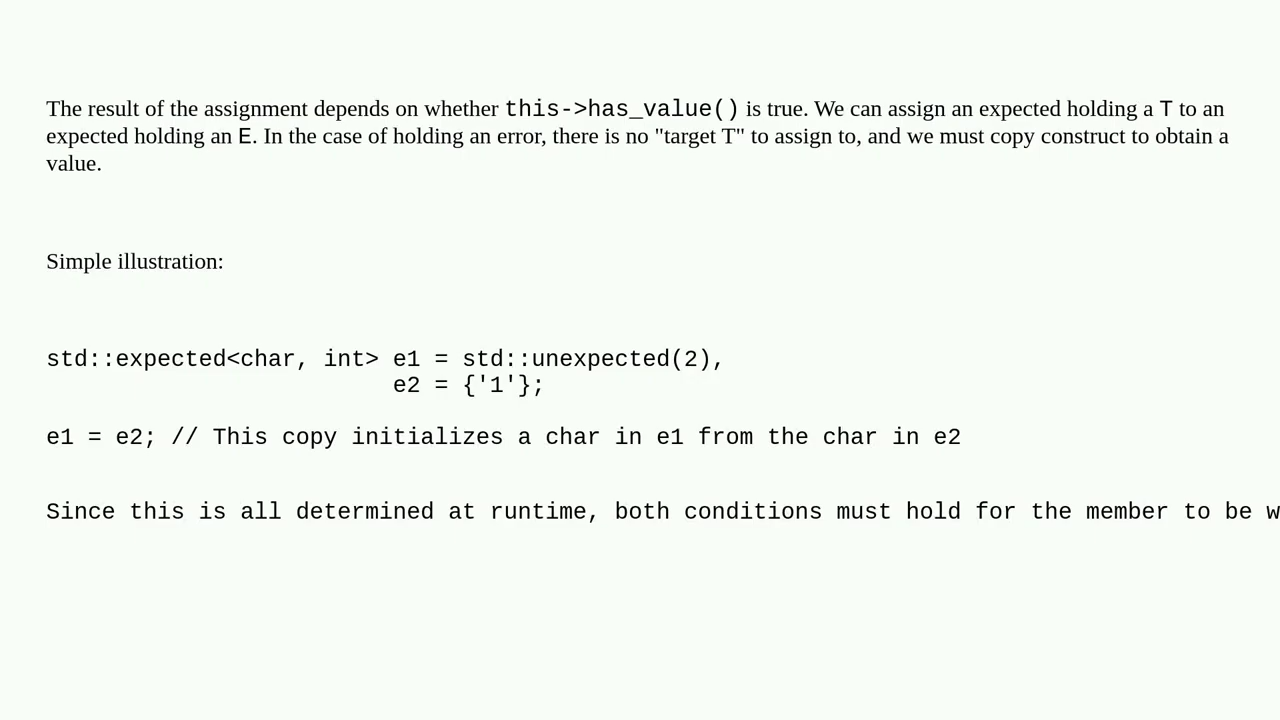 The result of the assignment depends on whether this->has_value() is true. We can assign an expected holding a T to an
expected holding an E. In the case of holding an error, there is no "target T" to assign to, and we must copy construct to obtain a
value.
Simple illustration:
std::expected<char, int> e1 = std::unexpected(2),
                         e2 = {'1'};
e1 = e2; // This copy initializes a char in e1 from the char in e2
Since this is all determined at runtime, both conditions must hold for the member to be